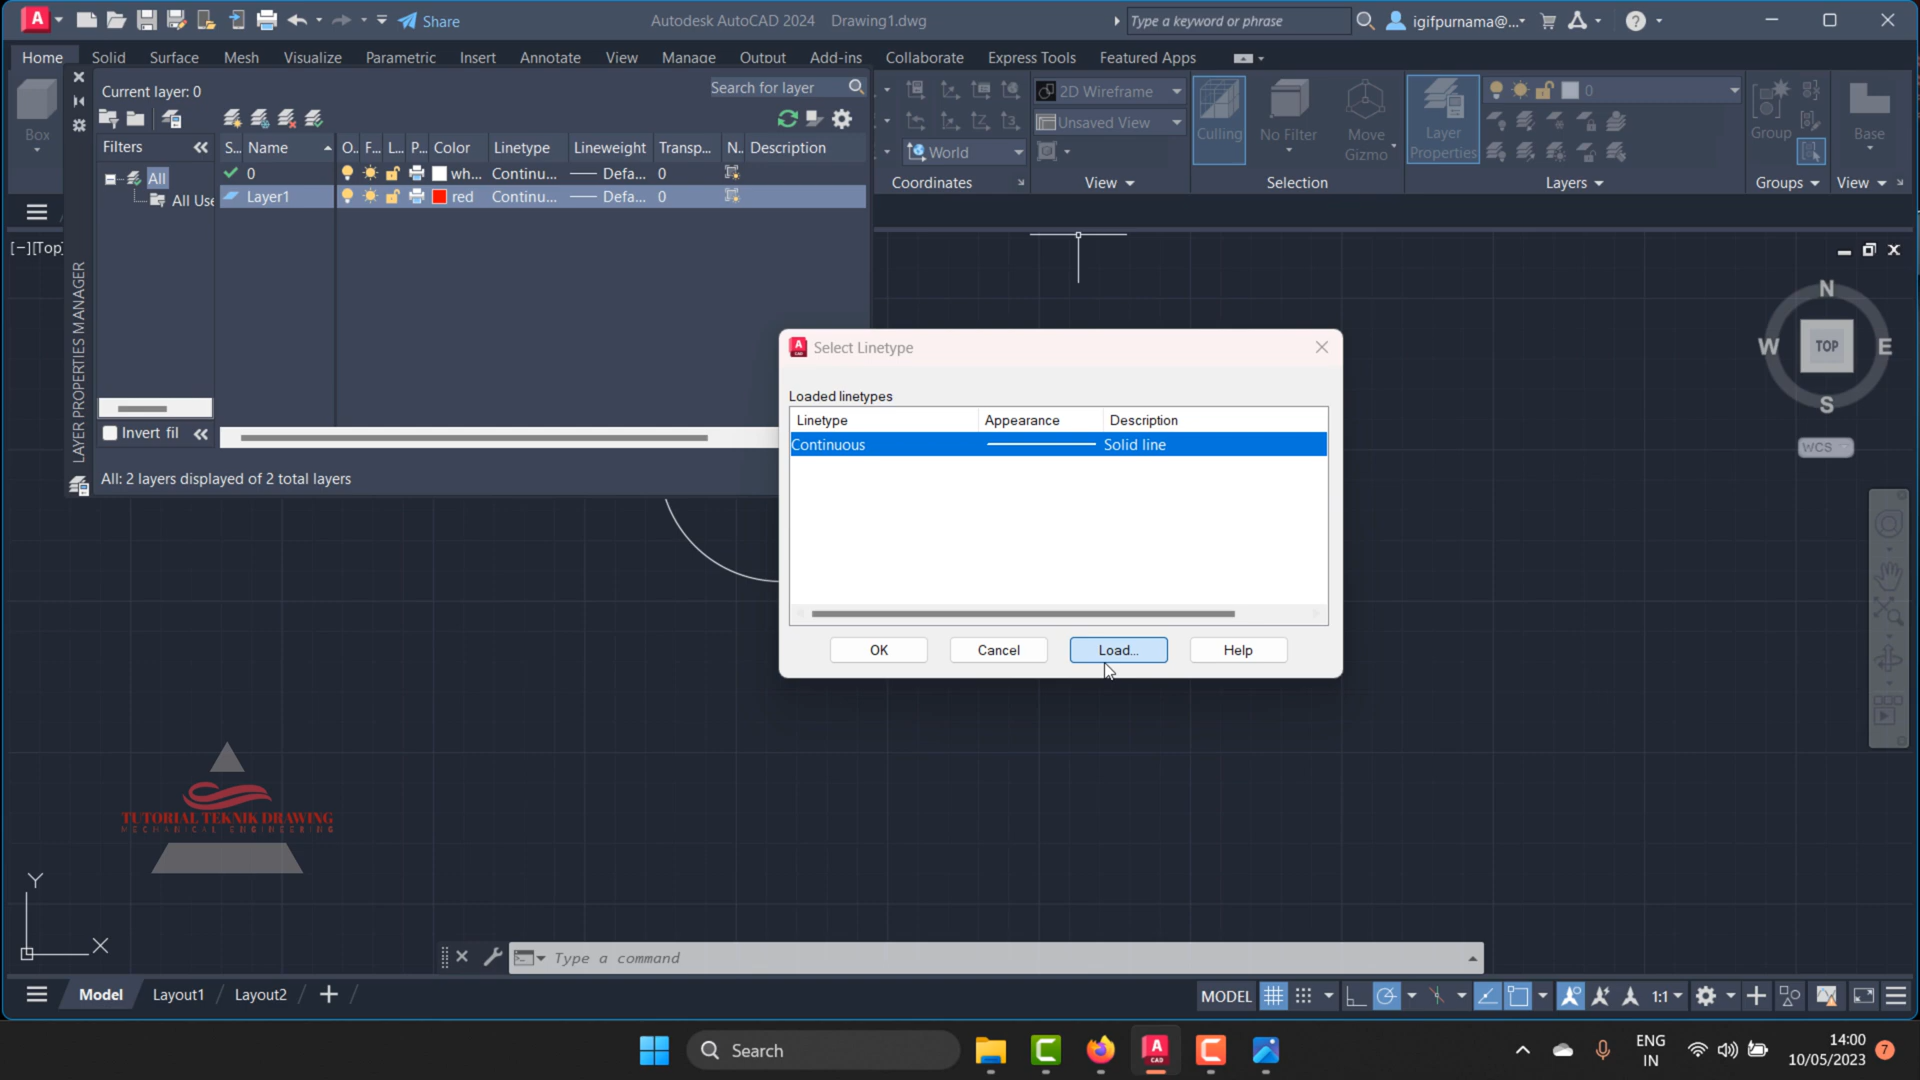 Share
Autodesk AutoCAD 2024 Drawing1.dwg
Type a keyword or phrase
igifpurnama@...
Home Solid Surface Mesh Visualize Parametric Insert Annotate View Manage Output Add-ins Collaborate Express Tools Featured Apps
Current layer: 0
Search for layer
Filters
S... Name O.. F... L... P... Color Linetype Lineweight Transp... N.. Description
All
0 wh... Continu... Defa... 0
All Use
Layer1 red Continu... Defa... 0
Invert fil
All: 2 layers displayed of 2 total layers
LAYER PROPERTIES MANAGER
Box
2D Wireframe
Unsaved View
World
Culling
No Filter
Move
Gizmo
Layer
Properties
0
Group
Base
Coordinates View Selection Layers Groups View
[−][Top]
N
W TOP E
S
WCS
Select Linetype
Loaded linetypes
Linetype Appearance Description
Continuous Solid line
OK Cancel Load... Help
TUTORIAL TEKNIK DRAWING
MECHANICAL ENGINEERING
Y
X
Type a command
Model Layout1 Layout2
MODEL
1:1
Search
ENG
IN
14:00
10/05/2023
7